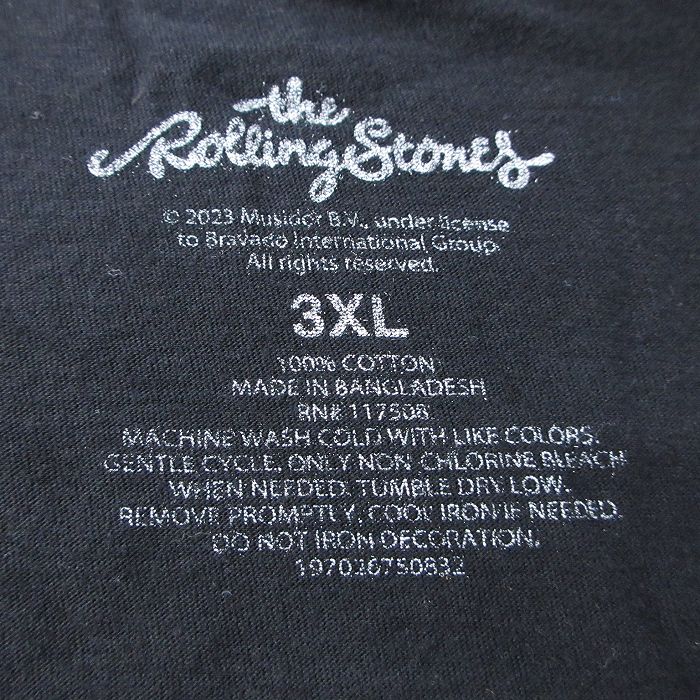 the
Rolling Stones
© 2023 Musidor B.V., under license
to Bravado International Group.
All rights reserved.
3XL
100% COTTON
MADE IN BANGLADESH
RN# 117508
MACHINE WASH COLD WITH LIKE COLORS.
GENTLE CYCLE. ONLY NON-CHLORINE BLEACH
WHEN NEEDED. TUMBLE DRY LOW.
REMOVE PROMPTLY. COOL IRON IF NEEDED.
DO NOT IRON DECORATION.
197026750832